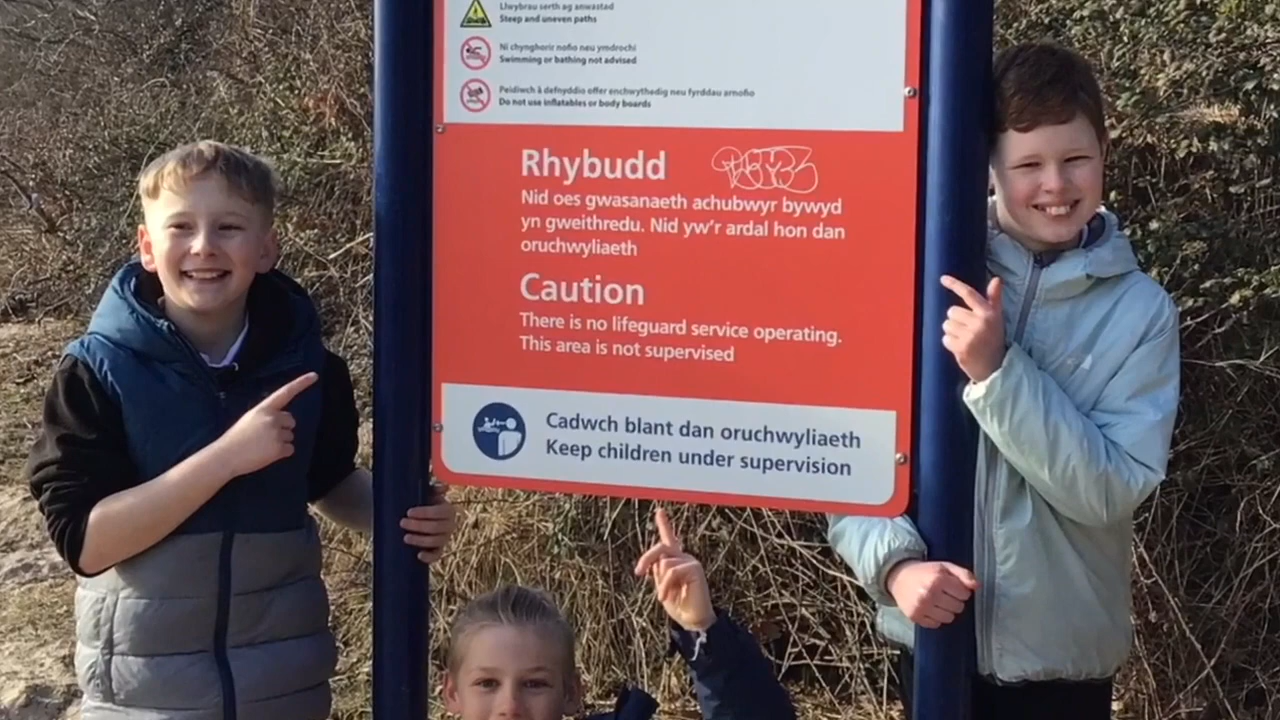 Llwybrau serth ag anwastad
Steep and uneven paths
Ni chynghorir nofio neu ymdrochi
Swimming or bathing not advised
Peidiwch â defnyddio offer enchwythedig neu fyrddau arnofio
Do not use inflatables or body boards
Rhybudd
Nid oes gwasanaeth achubwyr bywyd
yn gweithredu. Nid yw'r ardal hon dan
oruchwyliaeth
Caution
There is no lifeguard service operating.
This area is not supervised
Cadwch blant dan oruchwyliaeth
Keep children under supervision